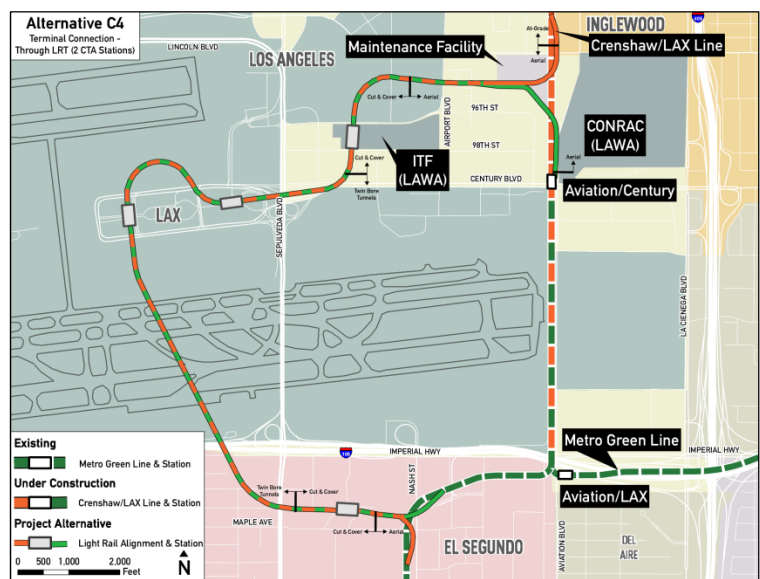 Alternative C4
Terminal Connection -
Through LRT (2 CTA Stations)
LINCOLN BLVD
LOS ANGELES
Maintenance Facility
At-Grade
Aerial
INGLEWOOD
405
Crenshaw/LAX Line
Cut & Cover
Aerial
96TH ST
AIRPORT BLVD
98TH ST
CENTURY BLVD
CONRAC
(LAWA)
Aerial
ITF
(LAWA)
Cut & Cover
Twin Bore
Tunnels
Aviation/Century
LAX
SEPULVEDA BLVD
LA CIENEGA BLVD
Existing
Metro Green Line & Station
Under Construction
Crenshaw/LAX Line & Station
Project Alternative
Light Rail Alignment & Station
0 500 1,000 2,000
Feet
N
105
IMPERIAL HWY
Metro Green Line
IMPERIAL HWY
NASH ST
Aviation/LAX
Twin Bore
Tunnels
Cut & Cover
MAPLE AVE
Cut & Cover
Aerial
EL SEGUNDO
AVIATION BLVD
DEL
AIRE